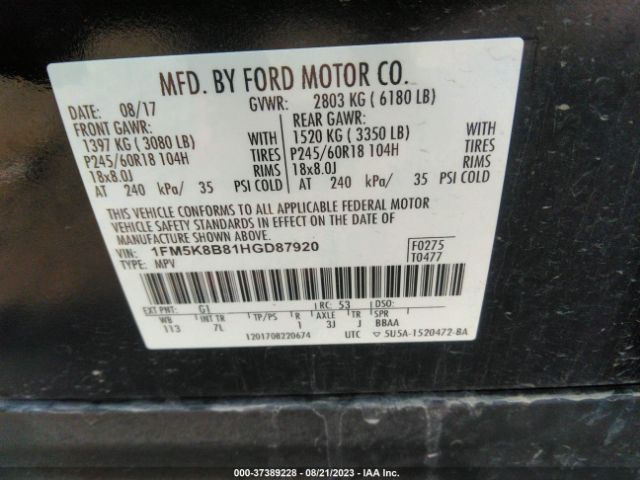 MFD. BY FORD MOTOR CO.
DATE: 08/17 GVWR: 2803 KG ( 6180 LB)
FRONT GAWR: REAR GAWR:
1397 KG ( 3080 LB) WITH 1520 KG ( 3350 LB) WITH
P245/60R18 104H TIRES P245/60R18 104H TIRES
18x8.0J RIMS 18x8.0J RIMS
AT 240 kPa/ 35 PSI COLD AT 240 kPa/ 35 PSI COLD
THIS VEHICLE CONFORMS TO ALL APPLICABLE FEDERAL MOTOR
VEHICLE SAFETY STANDARDS IN EFFECT ON THE DATE OF
MANUFACTURE SHOWN ABOVE.
VIN: 1FM5K8B81HGD87920 F0275
TYPE: MPV T0477
EXT PNT: G1 RC: 53 DSO:
WB INT TR TP/PS R AXLE TR SPR
113 7L 1 3J J BBAA
1201708220674 UTC ▽ 5U5A-1520472-BA
000-37389228 - 08/21/2023 - IAA Inc.